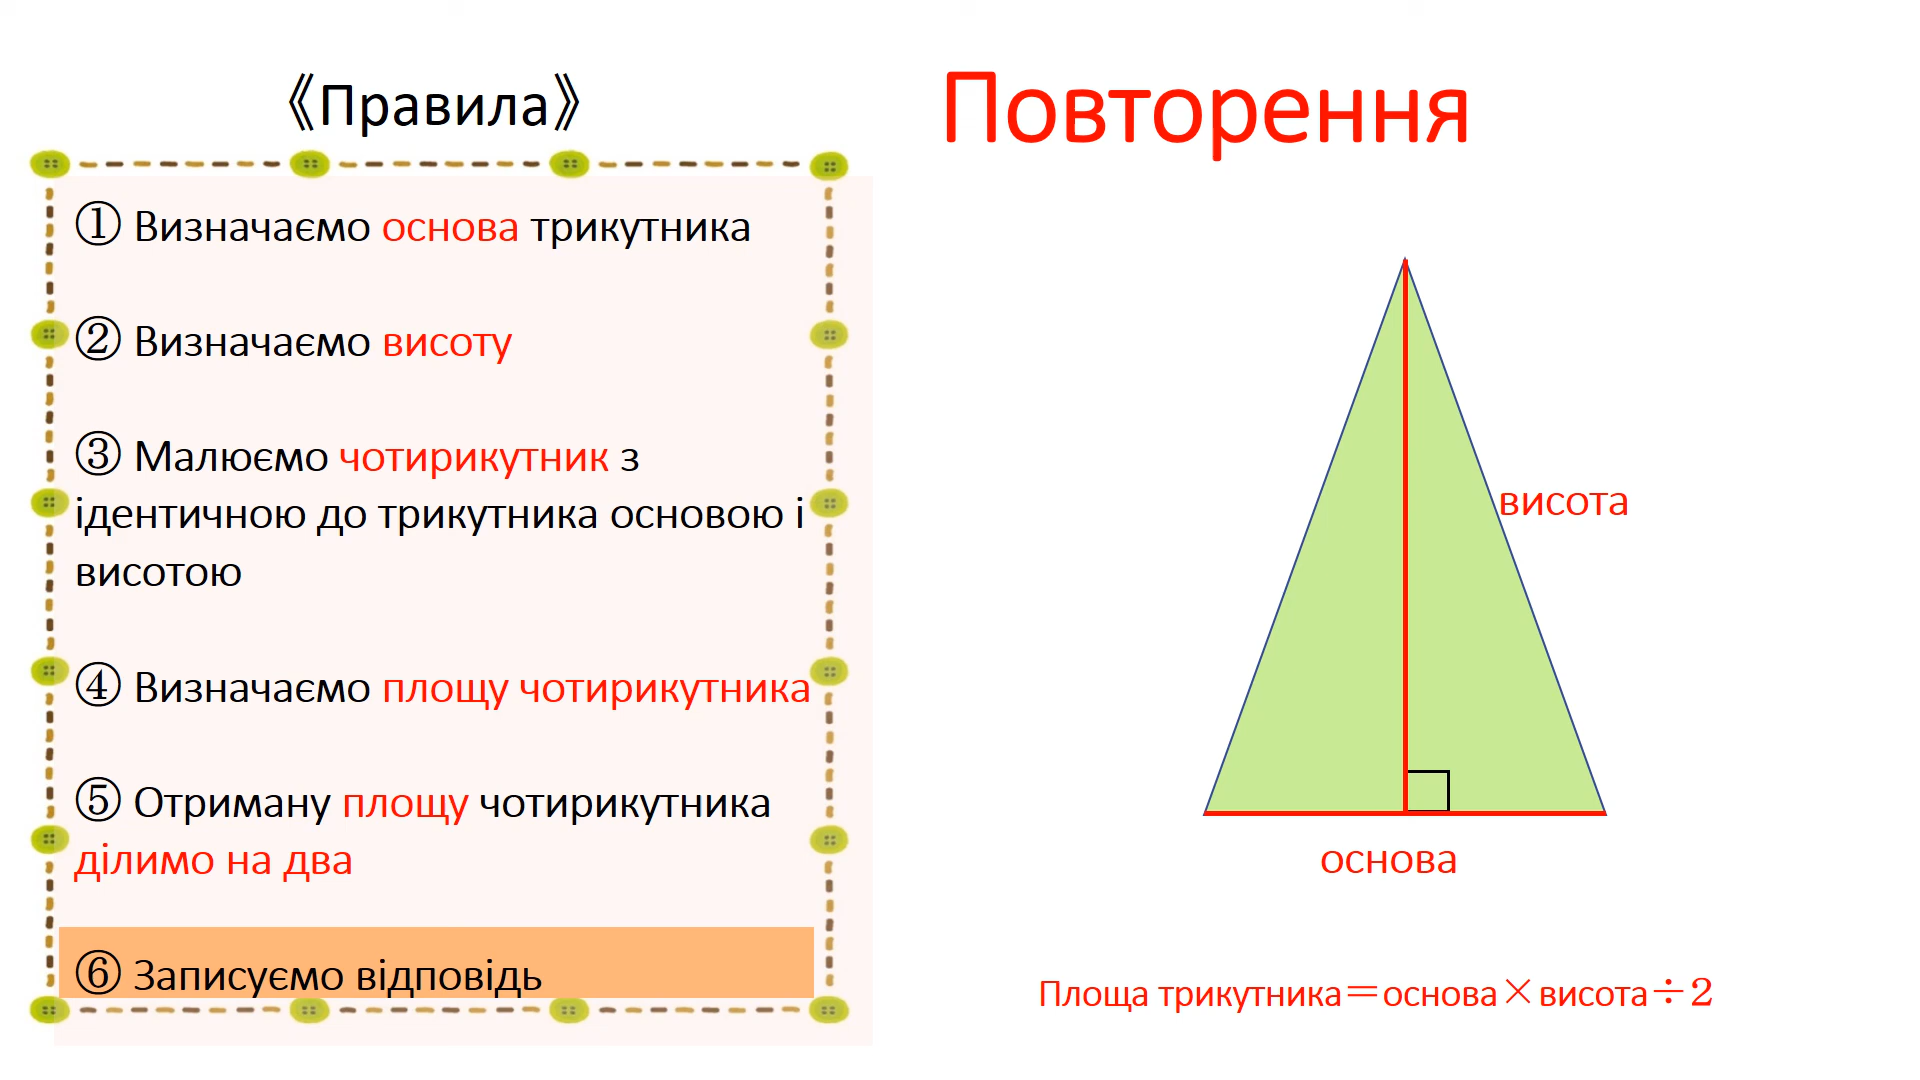 《Правила》
Повторення
① Визначаємо основа трикутника
② Визначаємо висоту
③ Малюємо чотирикутник з
ідентичною до трикутника основою і
висотою
④ Визначаємо площу чотирикутника
⑤ Отриману площу чотирикутника
ділимо на два
⑥ Записуємо відповідь
висота
основа
Площа трикутника＝основа×висота÷2